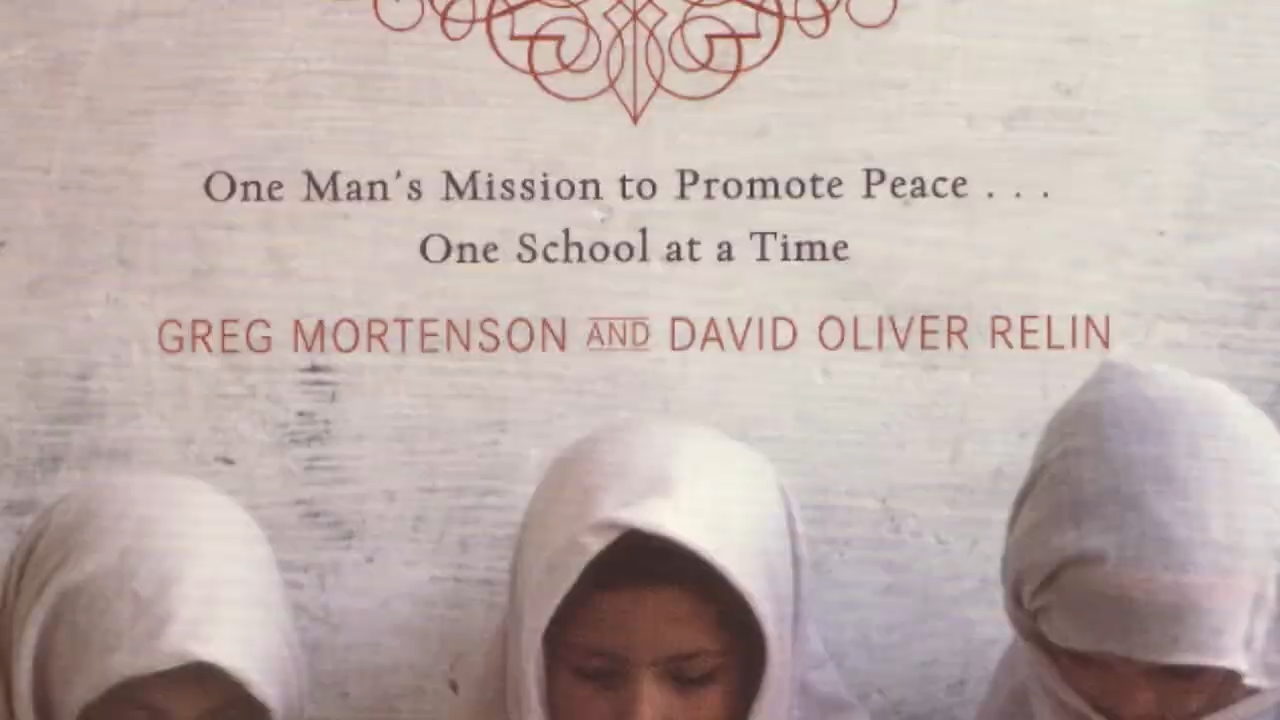 One Man's Mission to Promote Peace . . .
One School at a Time
GREG MORTENSON AND DAVID OLIVER RELIN